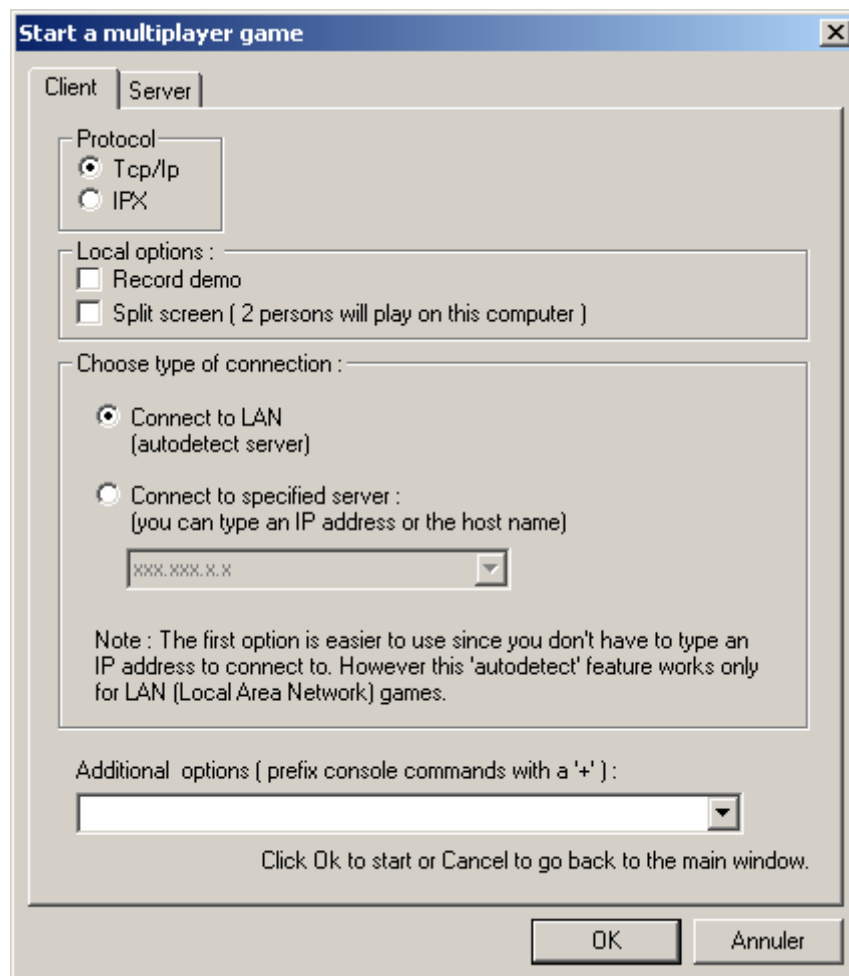 Start a multiplayer game
Client
Server
Protocol
Tcp/Ip
IPX
Local options :
Record demo
Split screen ( 2 persons will play on this computer )
Choose type of connection :
Connect to LAN
(autodetect server)
Connect to specified server :
(you can type an IP address or the host name)
xxx.xxx.x.x
Note : The first option is easier to use since you don't have to type an
IP address to connect to. However this 'autodetect' feature works only
for LAN (Local Area Network) games.
Additional options ( prefix console commands with a '+' ) :
Click Ok to start or Cancel to go back to the main window.
OK
Annuler